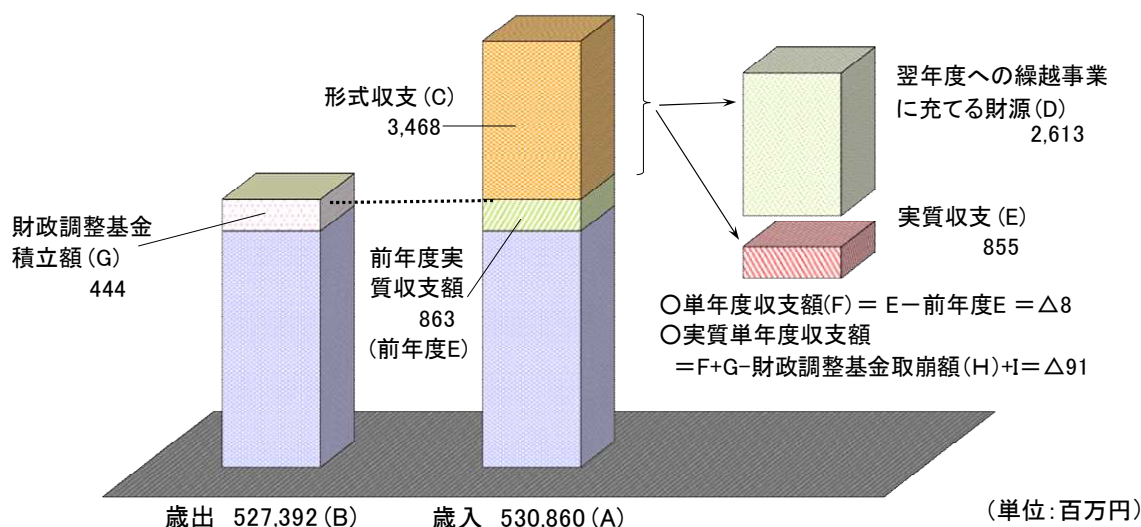 形式収支(C)
3,468
翌年度への繰越事業
に充てる財源(D)
2,613
財政調整基金
積立額(G)
444
前年度実
質収支額
863
(前年度E)
実質収支(E)
855
○単年度収支額(F)= E－前年度E =△8
○実質単年度収支額
=F+G-財政調整基金取崩額(H)+I=△91
歳出 527,392(B)
歳入 530,860(A)
(単位:百万円)